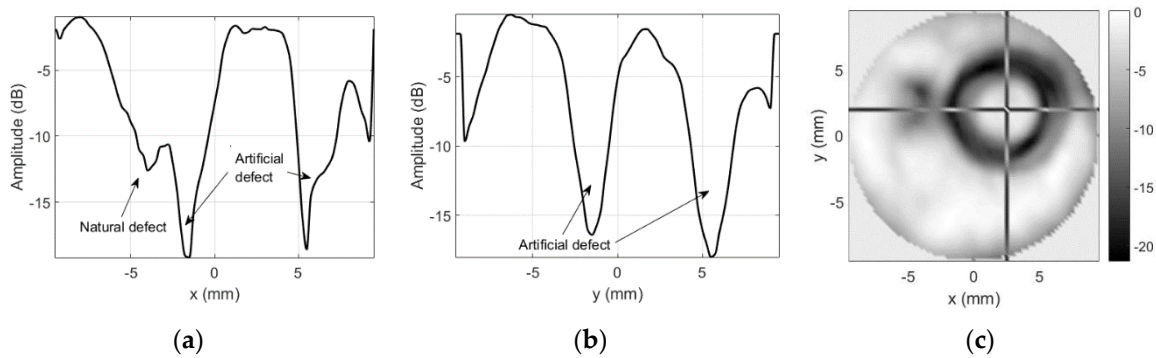 -5
-10
-15
Amplitude (dB)
Natural defect
Artificial
defect
-5
0
5
x (mm)
(a)
-5
-10
-15
Amplitude (dB)
Artificial defect
-5
0
5
y (mm)
(b)
5
0
-5
y (mm)
-5
0
5
x (mm)
0
-5
-10
-15
-20
(c)